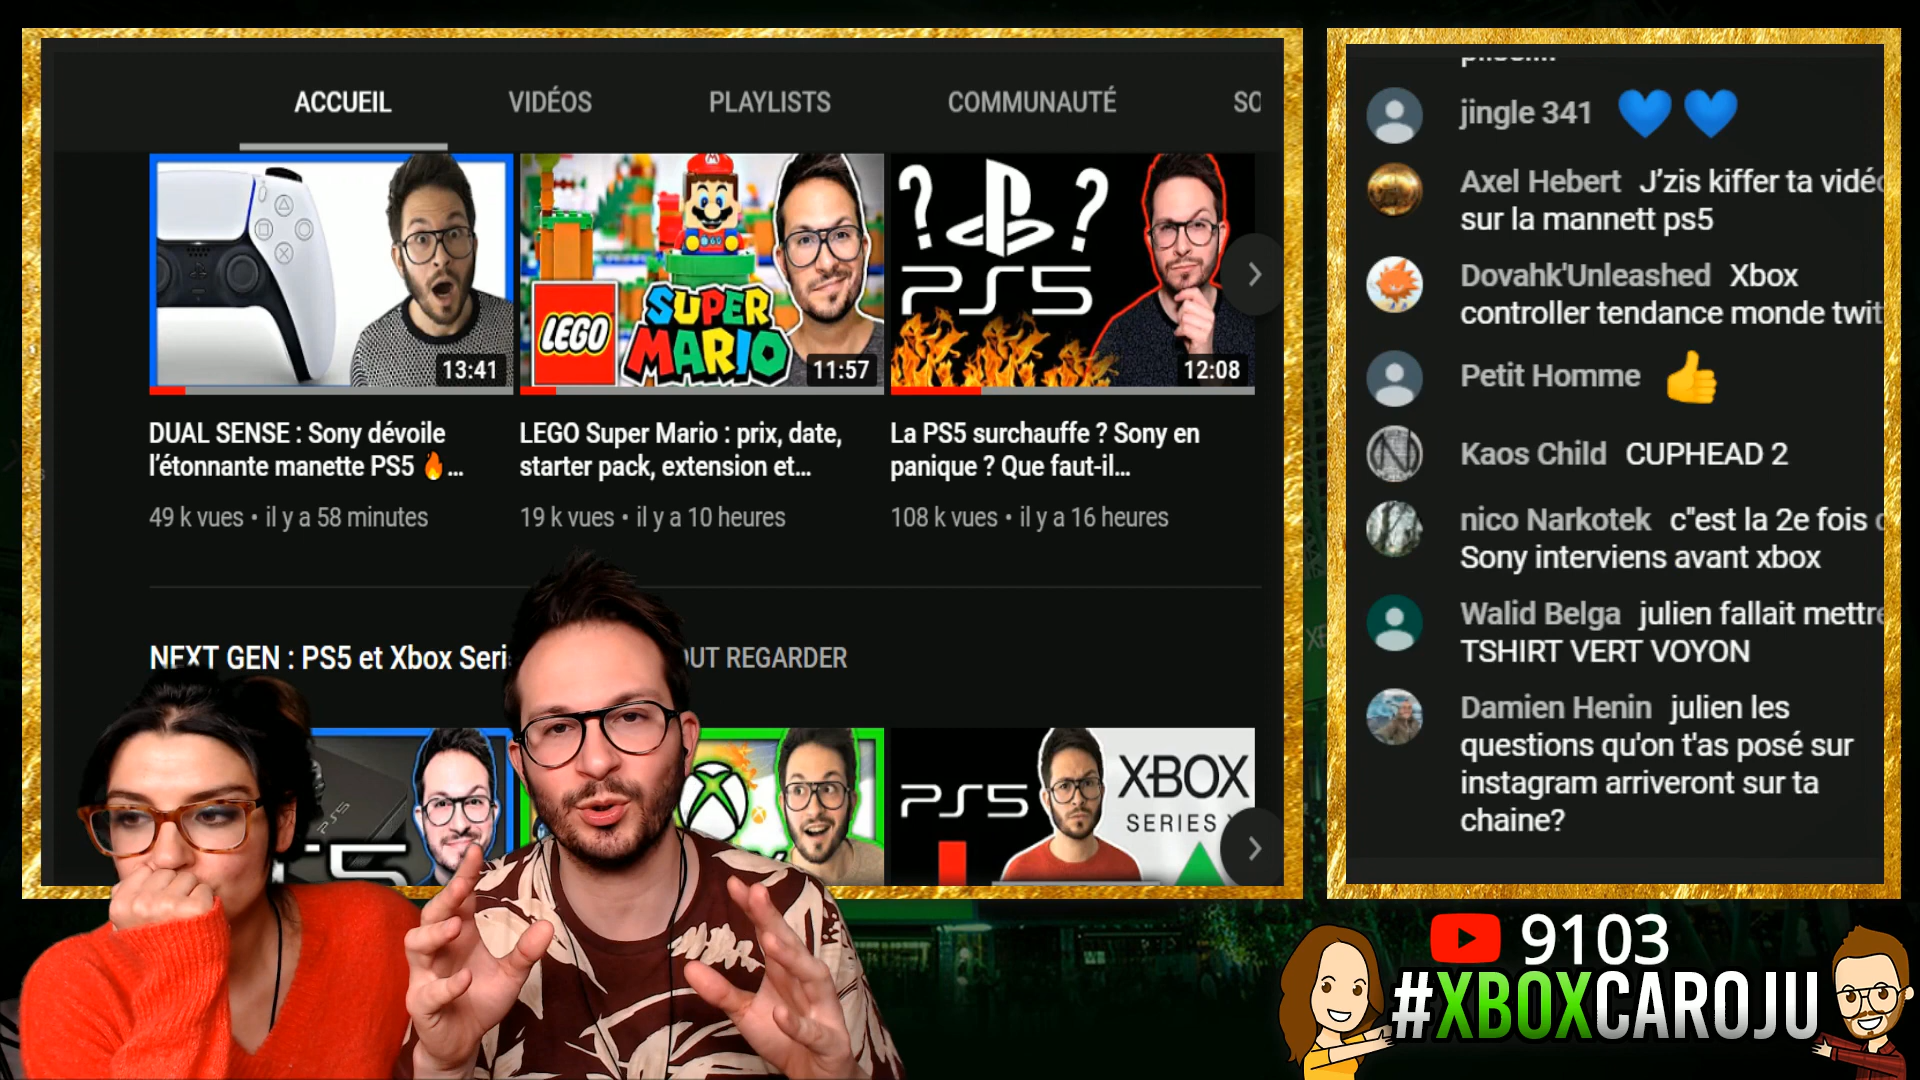 ACCUEIL VIDÉOS PLAYLISTS COMMUNAUTÉ
? PS5 ?
LEGO SUPER MARIO
13:41 11:57 12:08
DUAL SENSE : Sony dévoile
l'étonnante manette PS5 🔥...
49 k vues • il y a 58 minutes
LEGO Super Mario : prix, date,
starter pack, extension et...
19 k vues • il y a 10 heures
La PS5 surchauffe ? Sony en
panique ? Que faut-il...
108 k vues • il y a 16 heures
NEXT GEN : PS5 et Xbox Seri
OUT REGARDER
PS5
PS5 XBOX
SERIES
jingle 341 💙 💙
Axel Hebert J'zis kiffer ta vidéo
sur la mannett ps5
Dovahk'Unleashed Xbox
controller tendance monde twit
Petit Homme 👍
Kaos Child CUPHEAD 2
nico Narkotek c"est la 2e fois
Sony interviens avant xbox
Walid Belga julien fallait mettre
TSHIRT VERT VOYON
Damien Henin julien les
questions qu'on t'as posé sur
instagram arriveront sur ta
chaine?
9103
#XBOXCAROJU